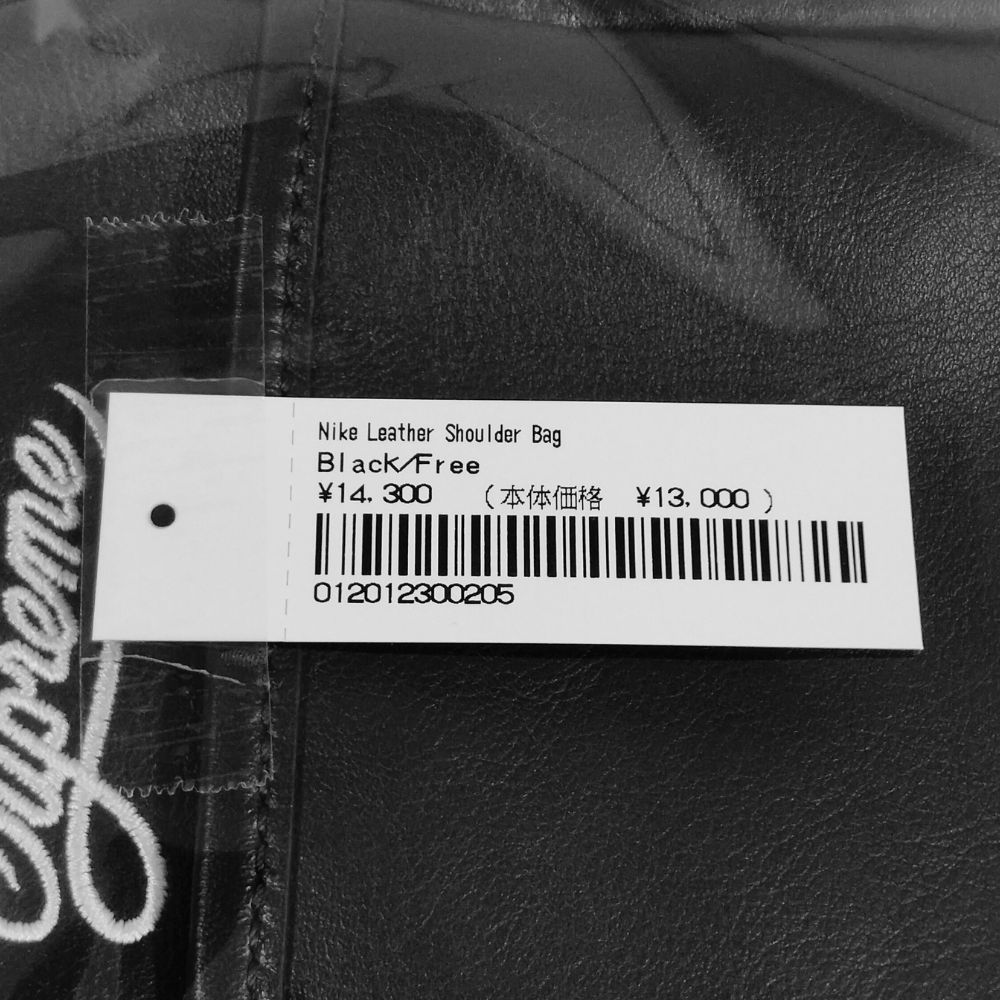 Supreme
Nike Leather Shoulder Bag
Black/Free
¥14,300 (本体価格 ¥13,000)
012012300205